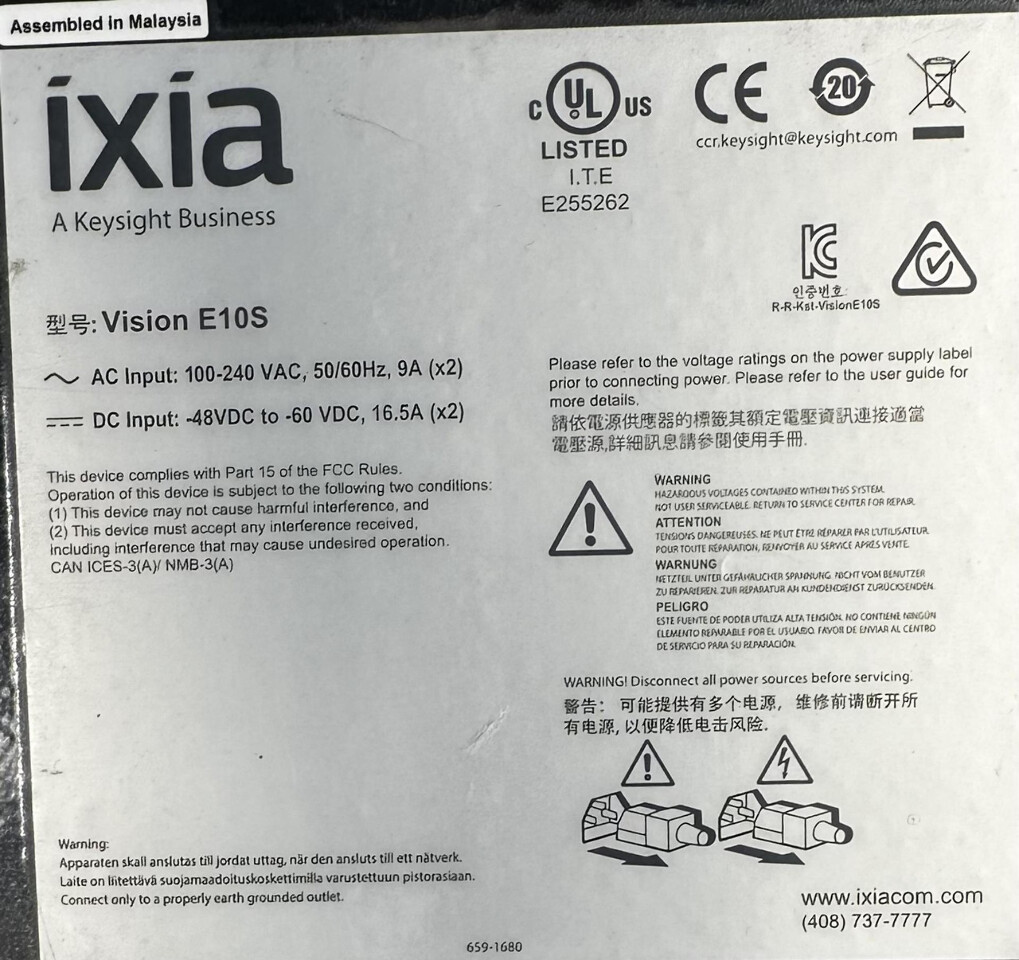 Assembled in Malaysia
ixia
A Keysight Business
C UL US
LISTED
I.T.E
E255262
CE
20
ccr.keysight@keysight.com
인증번호
R-R-Kst-VisionE10S
型号: Vision E10S
AC Input: 100-240 VAC, 50/60Hz, 9A (x2)
DC Input: -48VDC to -60 VDC, 16.5A (x2)
This device complies with Part 15 of the FCC Rules.
Operation of this device is subject to the following two conditions:
(1) This device may not cause harmful interference, and
(2) This device must accept any interference received,
including interference that may cause undesired operation.
CAN ICES-3(A)/ NMB-3(A)
Please refer to the voltage ratings on the power supply label
prior to connecting power. Please refer to the user guide for
more details.
請依電源供應器的標籤其額定電壓資訊連接適當
電壓源,詳細訊息請參閱使用手冊.
WARNING
HAZARDOUS VOLTAGES CONTAINED WITHIN THIS SYSTEM.
NOT USER SERVICEABLE. RETURN TO SERVICE CENTER FOR REPAIR.
ATTENTION
TENSIONS DANGEREUSES. NE PEUT ÊTRE RÉPARER PAR L'UTILISATEUR.
POUR TOUTE RÉPARATION, RENVOYER AU SERVICE APRÈS VENTE.
WARNUNG
NETZTEIL UNTER GEFÄHRLICHER SPANNUNG. NICHT VOM BENUTZER
ZU REPARIEREN. ZUR REPARATUR AN KUNDENDIENST ZURÜCKSENDEN.
PELIGRO
ESTE FUENTE DE PODER UTILIZA ALTA TENSIÓN. NO CONTIENE NINGÚN
ELEMENTO REPARABLE POR EL USUARIO. FAVOR DE ENVIAR AL CENTRO
DE SERVICIO PARA SU REPARACIÓN.
WARNING! Disconnect all power sources before servicing.
警告： 可能提供有多个电源， 维修前请断开所
有电源, 以便降低电击风险.
Warning:
Apparaten skall anslutas till jordat uttag, när den ansluts till ett nätverk.
Laite on liitettävä suojamaadoituskoskettimilla varustettuun pistorasiaan.
Connect only to a properly earth grounded outlet.
www.ixiacom.com
(408) 737-7777
659-1680